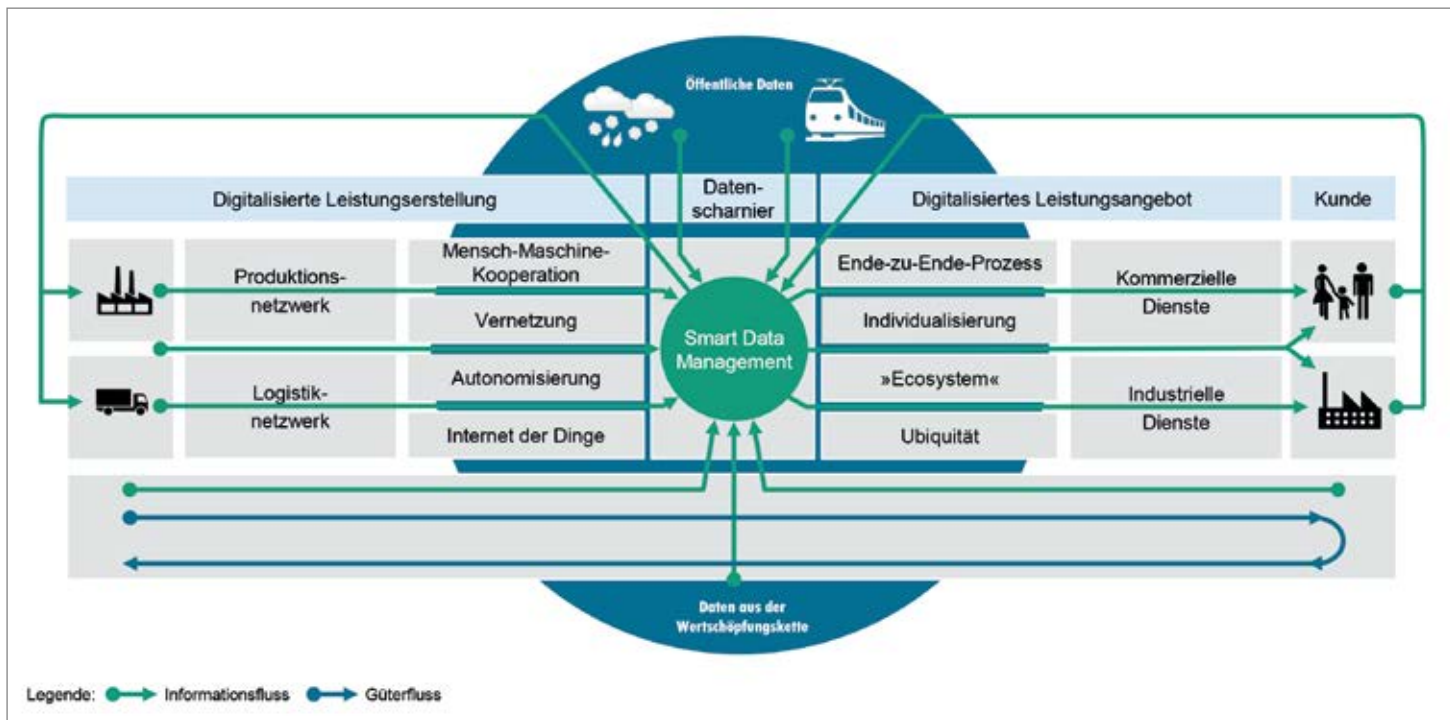 Öffentliche Daten
Digitalisierte Leistungserstellung
Daten-
scharnier
Digitalisiertes Leistungsangebot
Kunde
Produktions-
netzwerk
Mensch-Maschine-
Kooperation
Vernetzung
Logistik-
netzwerk
Autonomisierung
Internet der Dinge
Smart Data
Management
Ende-zu-Ende-Prozess
Individualisierung
»Ecosystem«
Ubiquität
Kommerzielle
Dienste
Industrielle
Dienste
Daten aus der
Wertschöpfungskette
Legende: Informationsfluss Güterfluss